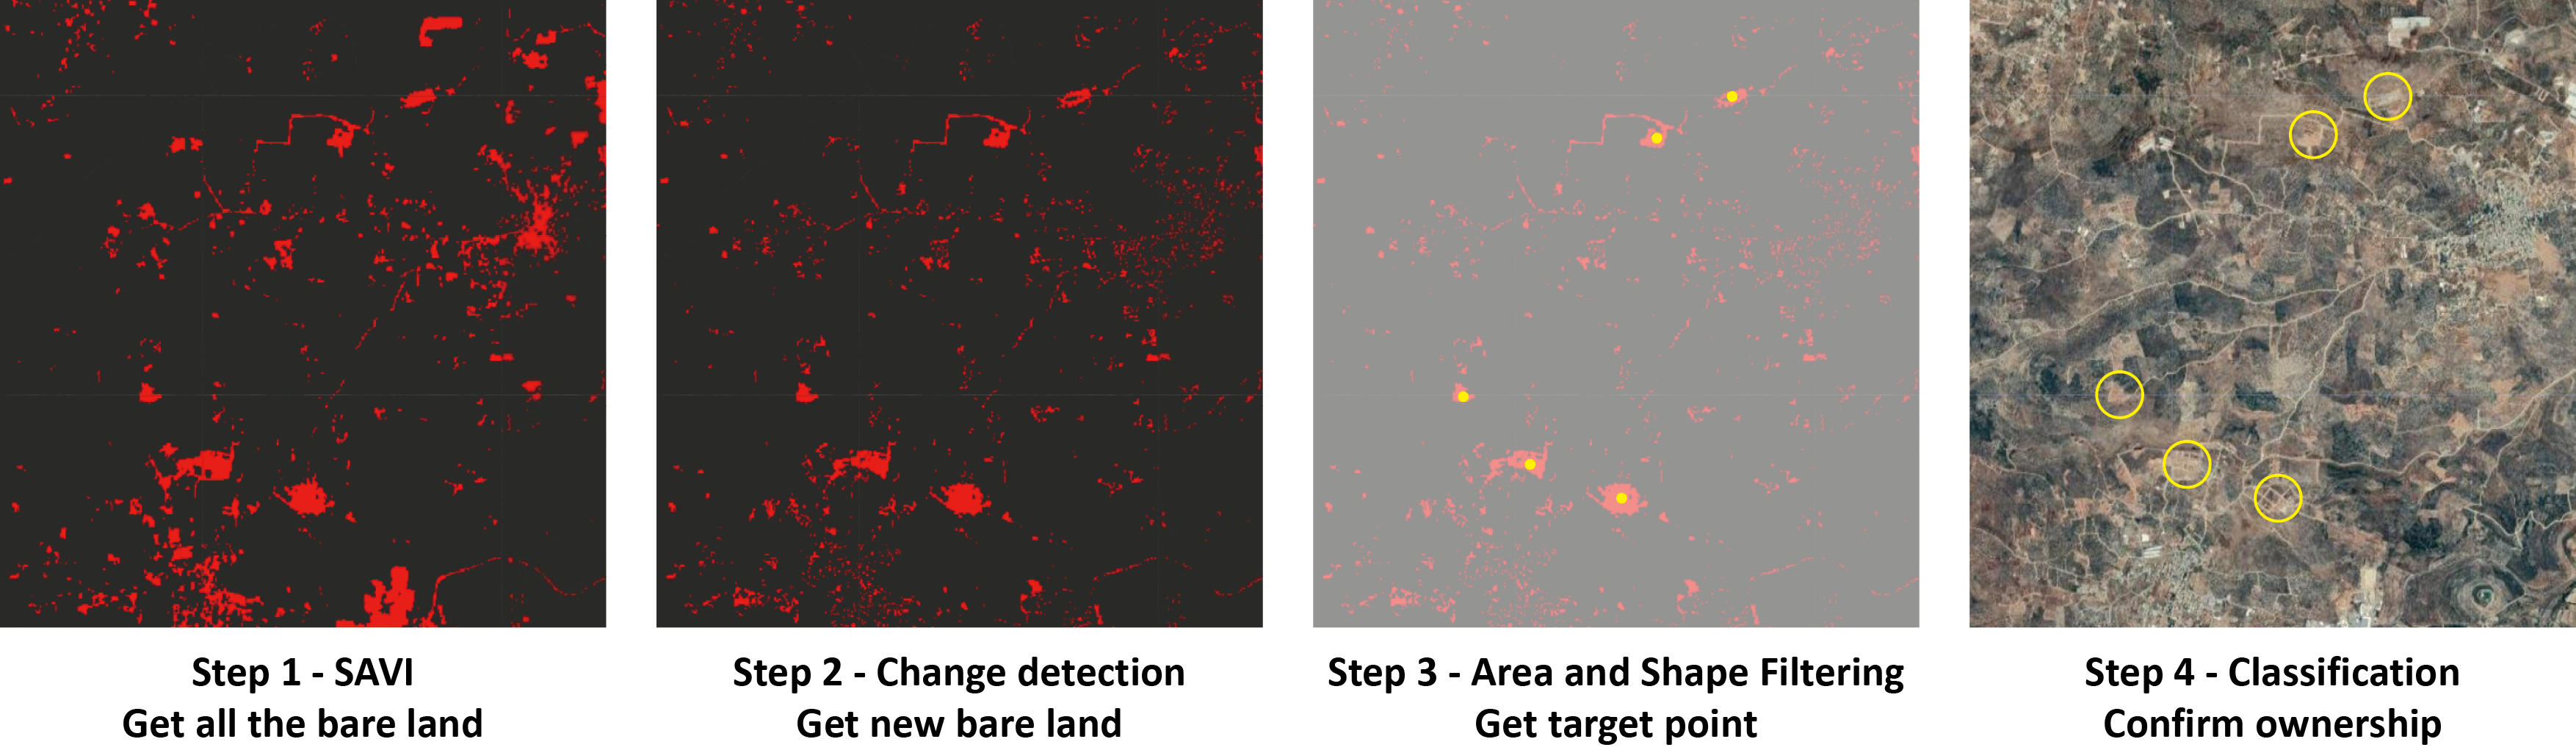 Step 1 - SAVI
Get all the bare land
Step 2 - Change detection
Get new bare land
Step 3 - Area and Shape Filtering
Get target point
Step 4 - Classification
Confirm ownership